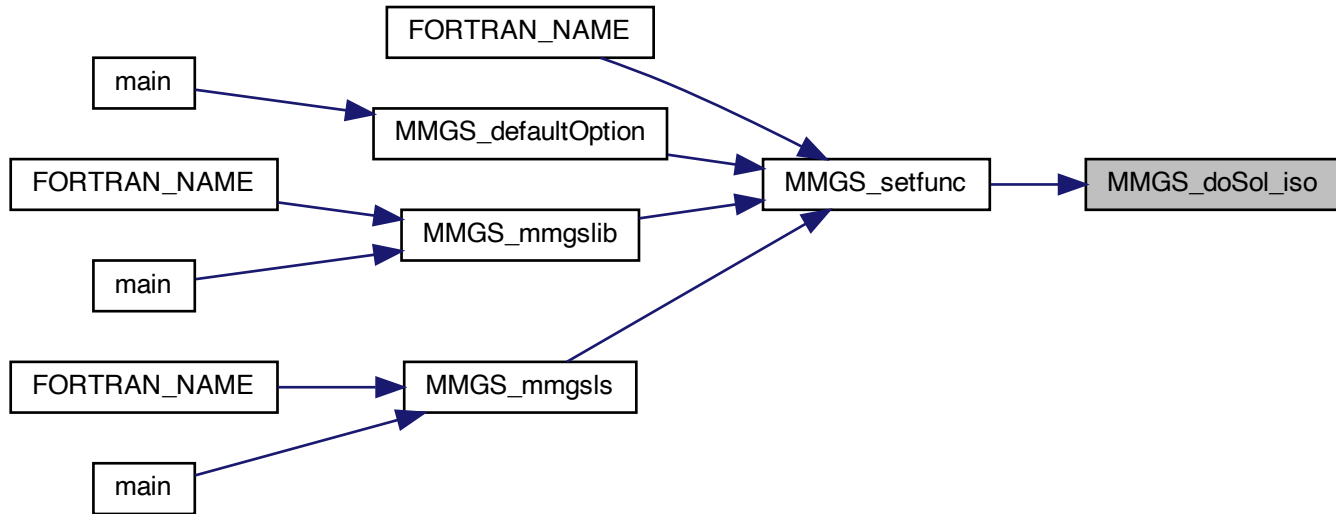 FORTRAN_NAME
main
MMGS_defaultOption
FORTRAN_NAME
MMGS_setfunc
MMGS_doSol_iso
MMGS_mmgslib
main
FORTRAN_NAME
MMGS_mmgsls
main